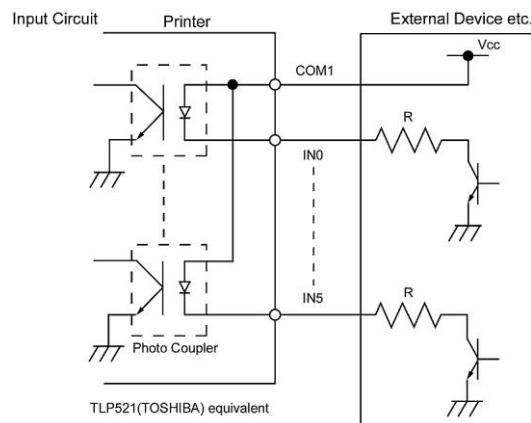 Input Circuit
Printer
External Device etc.
Vcc
COM1
R
IN0
R
IN5
Photo Coupler
TLP521(TOSHIBA) equivalent